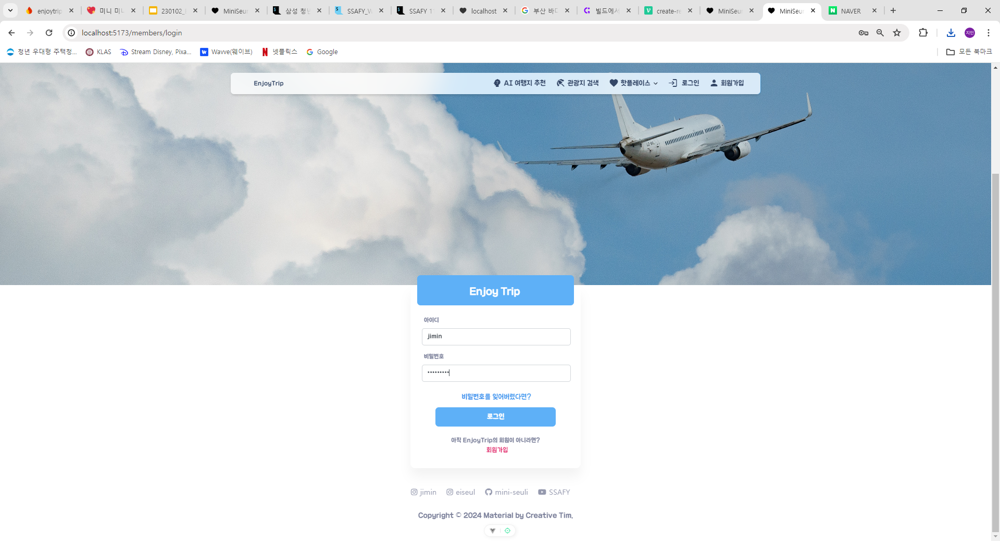 enjoytrip
미니 미니
230102_
MiniSeu
삼성 청년
SSAFY_W
SSAFY 1
localhost
부산 바다
빌드에서
create-re
MiniSeu
MiniSeu
NAVER
localhost:5173/members/login
지민
청년 우대형 주택청...
KLAS
Stream Disney, Pixa...
Wavve(웨이브)
넷플릭스
Google
모든 북마크
EnjoyTrip
AI 여행지 추천
관광지 검색
핫플레이스
로그인
회원가입
Enjoy Trip
아이디
jimin
비밀번호
•••••••••
비밀번호를 잊어버렸다면?
로그인
아직 EnjoyTrip의 회원이 아니라면?
회원가입
jimin
eiseul
mini-seuli
SSAFY
Copyright © 2024 Material by Creative Tim.